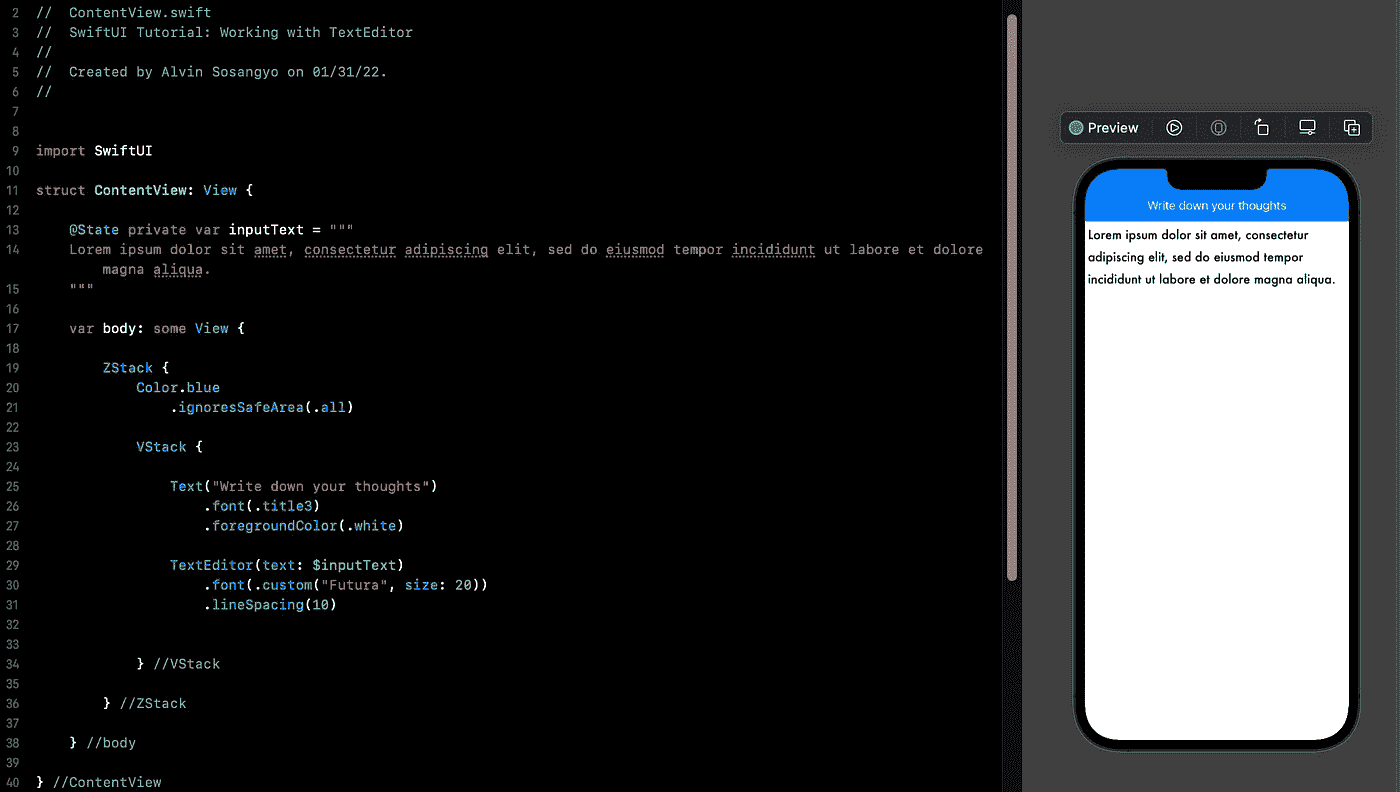 2 //  ContentView.swift
3 //  SwiftUI Tutorial: Working with TextEditor
4 //
5 //  Created by Alvin Sosangyo on 01/31/22.
6 //
7
8
9 import SwiftUI
10
11 struct ContentView: View {
12
13     @State private var inputText = """
14     Lorem ipsum dolor sit amet, consectetur adipiscing elit, sed do eiusmod tempor incididunt ut labore et dolore
        magna aliqua.
15     """
16
17     var body: some View {
18
19         ZStack {
20             Color.blue
21                 .ignoresSafeArea(.all)
22
23             VStack {
24
25                 Text("Write down your thoughts")
26                     .font(.title3)
27                     .foregroundColor(.white)
28
29                 TextEditor(text: $inputText)
30                     .font(.custom("Futura", size: 20))
31                     .lineSpacing(10)
32
33
34             } //VStack
35
36         } //ZStack
37
38     } //body
39
40 } //ContentView
Preview
Write down your thoughts
Lorem ipsum dolor sit amet, consectetur
adipiscing elit, sed do eiusmod tempor
incididunt ut labore et dolore magna aliqua.